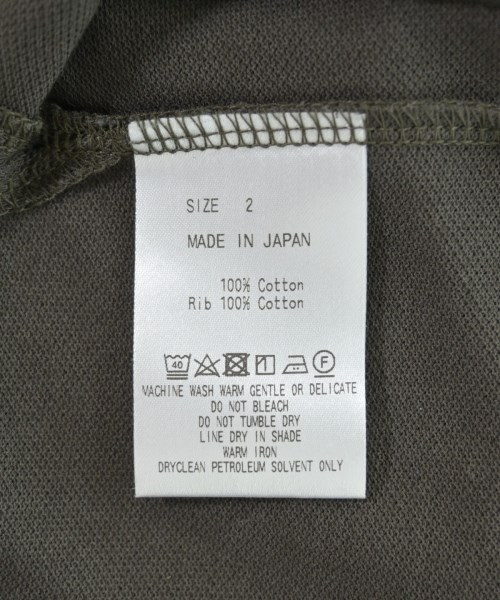 SIZE 2
MADE IN JAPAN
100% Cotton
Rib 100% Cotton
40 F
MACHINE WASH WARM GENTLE OR DELICATE
DO NOT BLEACH
DO NOT TUMBLE DRY
LINE DRY IN SHADE
WARM IRON
DRYCLEAN PETROLEUM SOLVENT ONLY